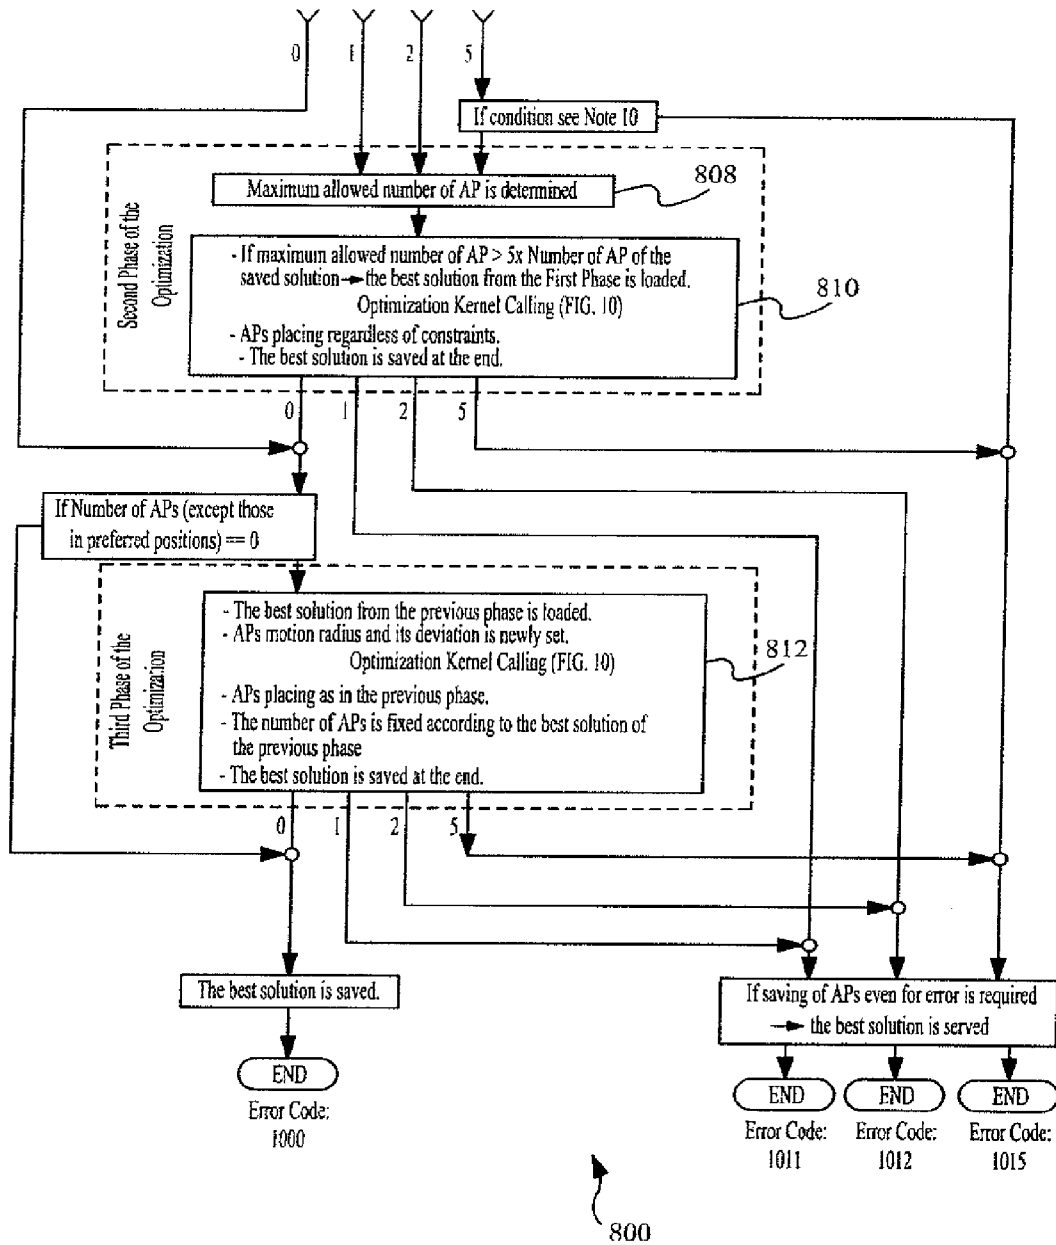 0 1 2 5
If condition see Note 10
Second Phase of the
Optimization
Maximum allowed number of AP is determined
808
- If maximum allowed number of AP > 5x Number of AP of the
saved solution → the best solution from the First Phase is loaded.
Optimization Kernel Calling (FIG. 10)
- APs placing regardless of constraints.
- The best solution is saved at the end.
810
0 1 2 5
If Number of APs (except those
in preferred positions) == 0
Third Phase of the
Optimization
- The best solution from the previous phase is loaded.
- APs motion radius and its deviation is newly set.
Optimization Kernel Calling (FIG. 10)
- APs placing as in the previous phase.
- The number of APs is fixed according to the best solution of
the previous phase
- The best solution is saved at the end.
812
0 1 2 5
The best solution is saved.
If saving of APs even for error is required
→ the best solution is served
END
Error Code:
1000
END END END
Error Code: Error Code: Error Code:
1011 1012 1015
800